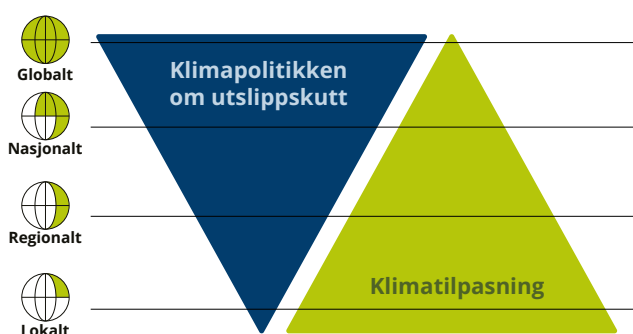 Globalt
Klimapolitikken
om utslippskutt
Nasjonalt
Regionalt
Klimatilpasning
Lokalt